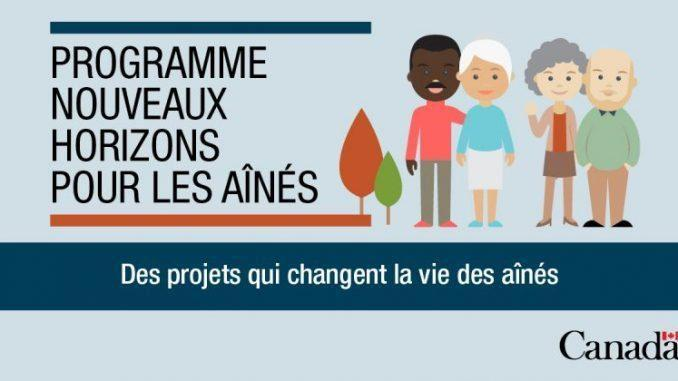 PROGRAMME
NOUVEAUX
HORIZONS
POUR LES AÎNÉS
Des projets qui changent la vie des aînés
Canada